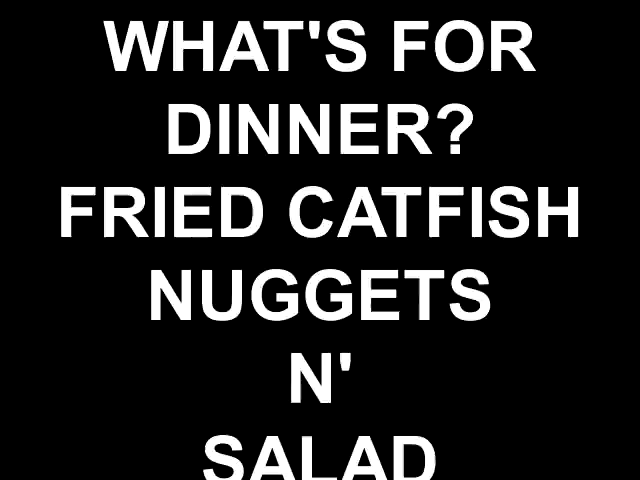 WHAT'S FOR
DINNER?
FRIED CATFISH
NUGGETS
N'
SALAD